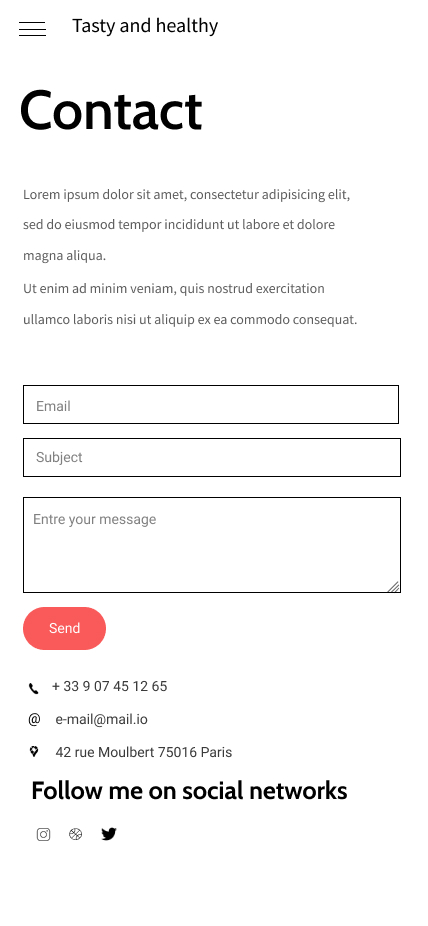 Tasty and healthy
Contact
Lorem ipsum dolor sit amet, consectetur adipisicing elit,
sed do eiusmod tempor incididunt ut labore et dolore
magna aliqua.
Ut enim ad minim veniam, quis nostrud exercitation
ullamco laboris nisi ut aliquip ex ea commodo consequat.
Email
Subject
Entre your message
Send
+ 33 9 07 45 12 65
@ e-mail@mail.io
42 rue Moulbert 75016 Paris
Follow me on social networks